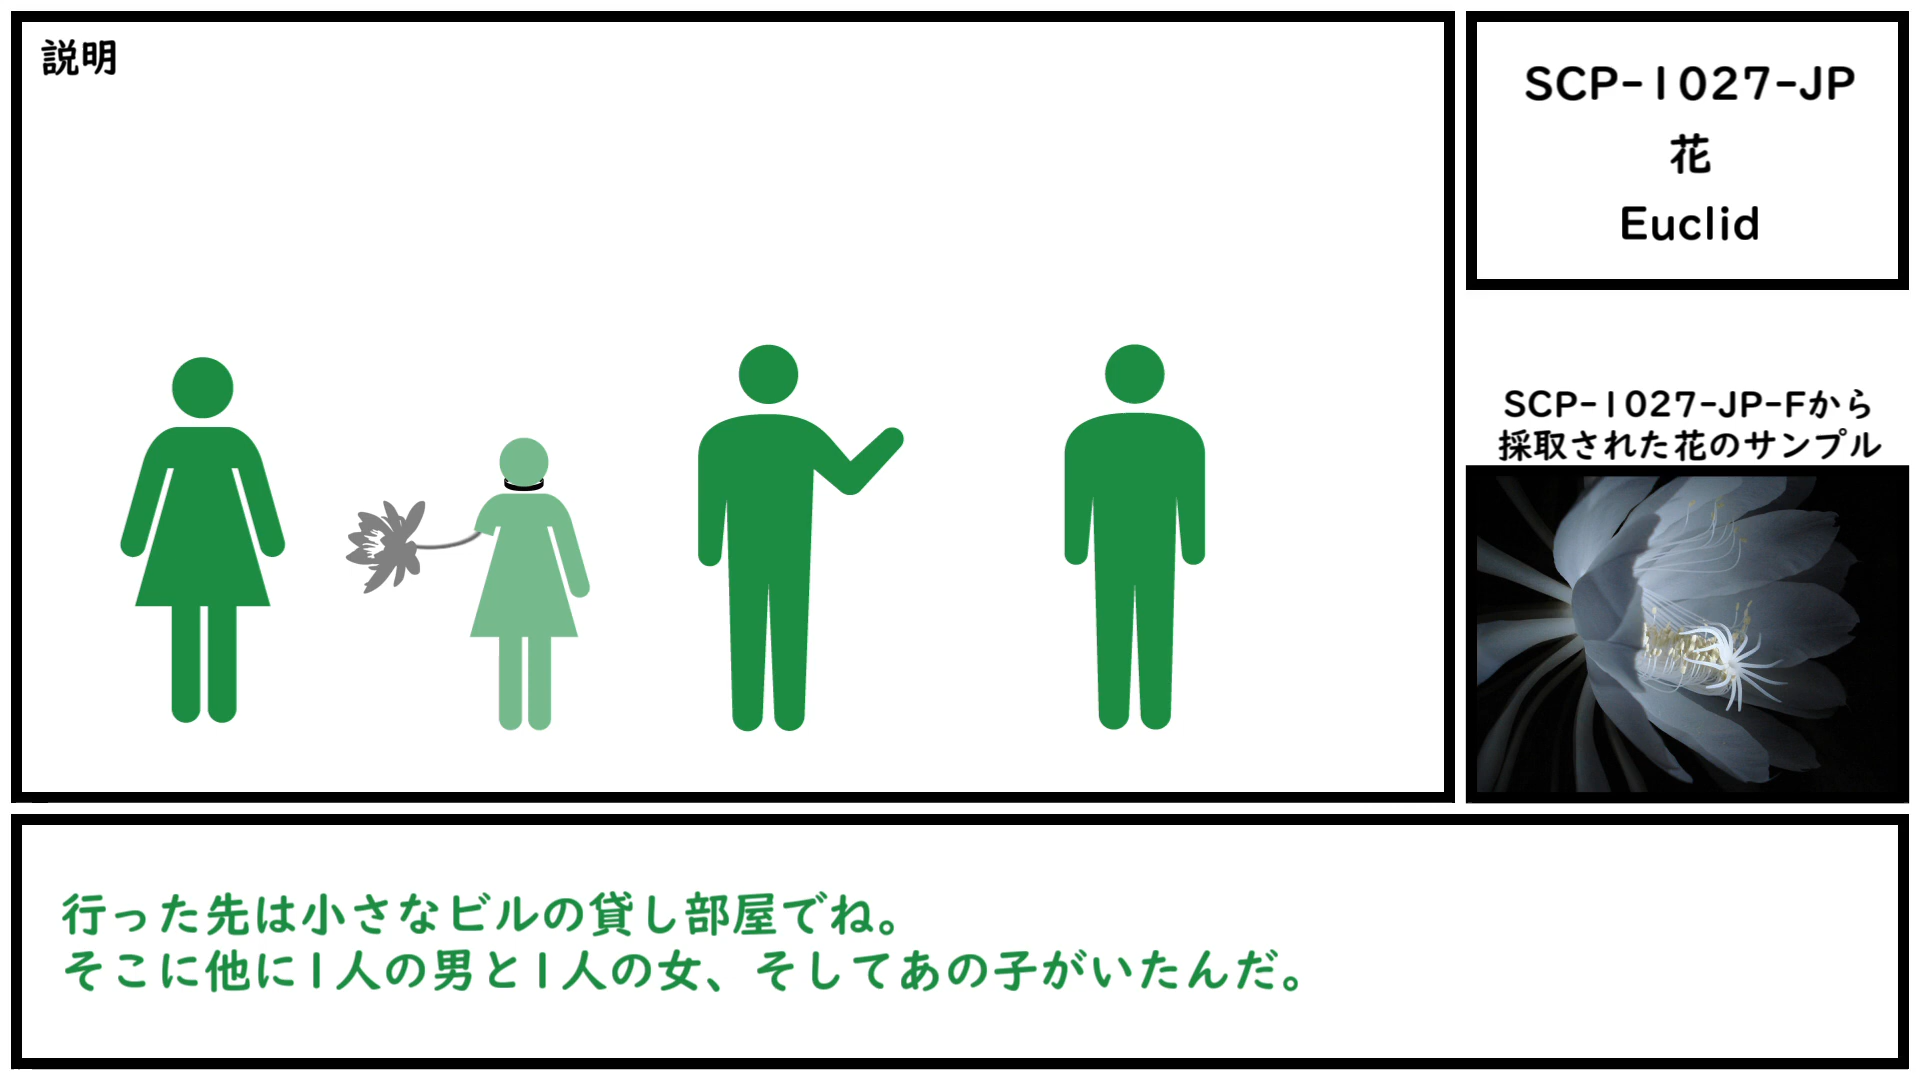 説明
SCP-1027-JP
花
Euclid
SCP-1027-JP-Fから
採取された花のサンプル
行った先は小さなビルの貸し部屋でね。
そこに他に1人の男と1人の女、そしてあの子がいたんだ。